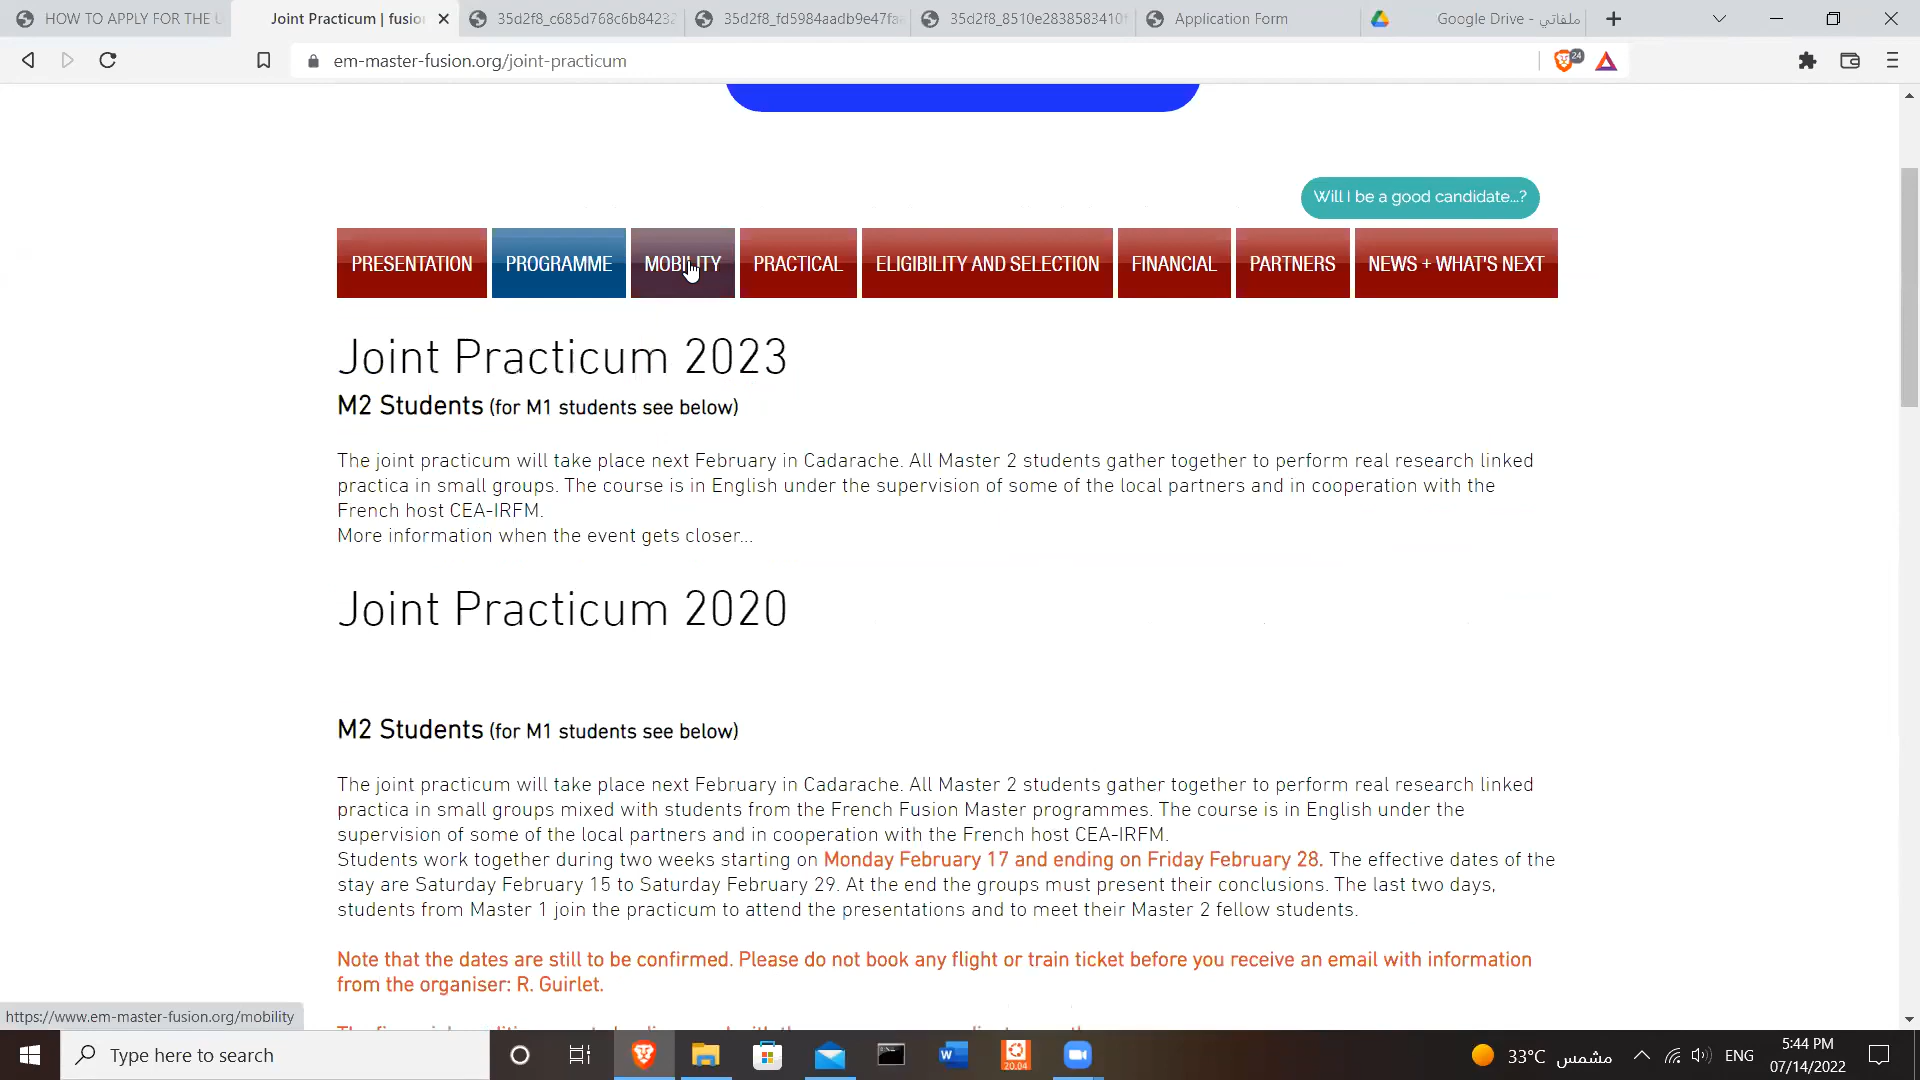 HOW TO APPLY FOR THE U
Joint Practicum | fusio
35d2f8_c685d768c6b84232
35d2f8_fd5984aadb9e47fa
35d2f8_8510e2838583410f
Application Form
Google Drive - ملفاتي
em-master-fusion.org/joint-practicum
24
Will I be a good candidate...?
PRESENTATION
PROGRAMME
MOBILITY
PRACTICAL
ELIGIBILITY AND SELECTION
FINANCIAL
PARTNERS
NEWS + WHAT'S NEXT
Joint Practicum 2023
M2 Students (for M1 students see below)
The joint practicum will take place next February in Cadarache. All Master 2 students gather together to perform real research linked
practica in small groups. The course is in English under the supervision of some of the local partners and in cooperation with the
French host CEA-IRFM.
More information when the event gets closer...
Joint Practicum 2020
M2 Students (for M1 students see below)
The joint practicum will take place next February in Cadarache. All Master 2 students gather together to perform real research linked
practica in small groups mixed with students from the French Fusion Master programmes. The course is in English under the
supervision of some of the local partners and in cooperation with the French host CEA-IRFM.
Students work together during two weeks starting on Monday February 17 and ending on Friday February 28. The effective dates of the
stay are Saturday February 15 to Saturday February 29. At the end the groups must present their conclusions. The last two days,
students from Master 1 join the practicum to attend the presentations and to meet their Master 2 fellow students.
Note that the dates are still to be confirmed. Please do not book any flight or train ticket before you receive an email with information
from the organiser: R. Guirlet.
https://www.em-master-fusion.org/mobility
Type here to search
20.04
33°C مشمس
ENG
5:44 PM
07/14/2022